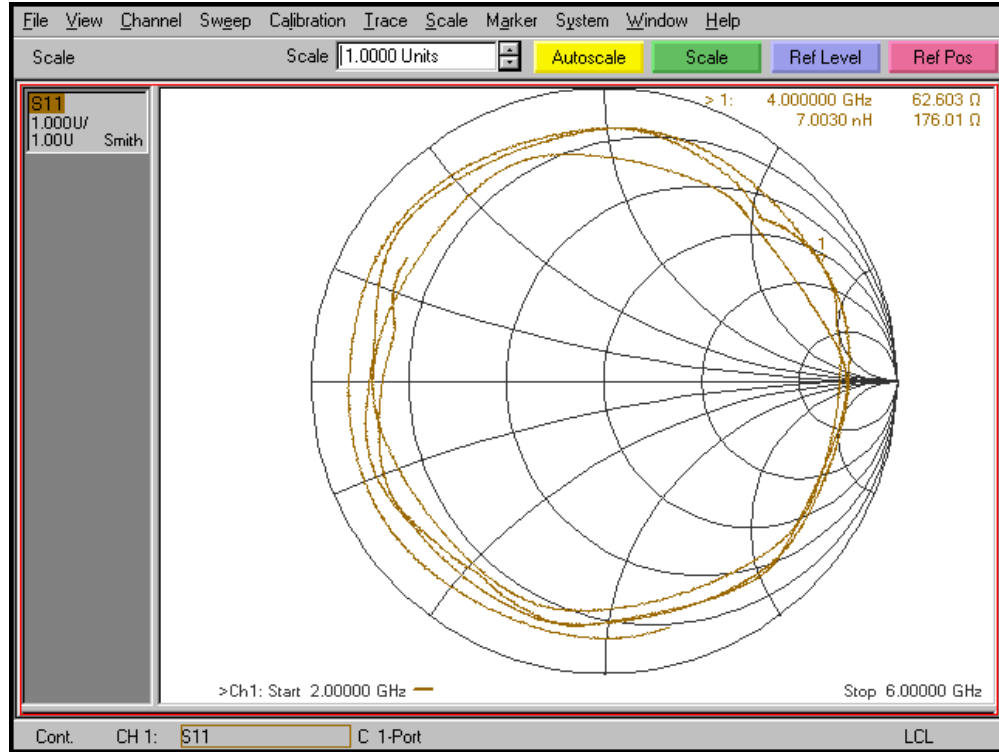 File View Channel Sweep Calibration Trace Scale Marker System Window Help
Scale Scale 1.0000 Units Autoscale Scale Ref Level Ref Pos
S11
1.000U/
1.00U Smith
> 1: 4.000000 GHz 62.603 Ω
7.0030 nH 176.01 Ω
1
>Ch1: Start 2.00000 GHz
Stop 6.00000 GHz
Cont. CH 1: S11 C 1-Port LCL